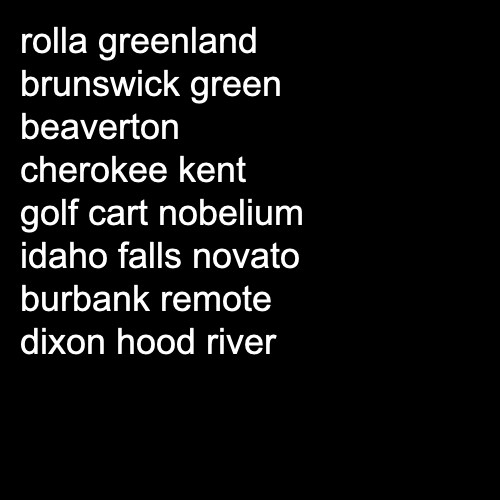 rolla greenland
brunswick green
beaverton
cherokee kent
golf cart nobelium
idaho falls novato
burbank remote
dixon hood river